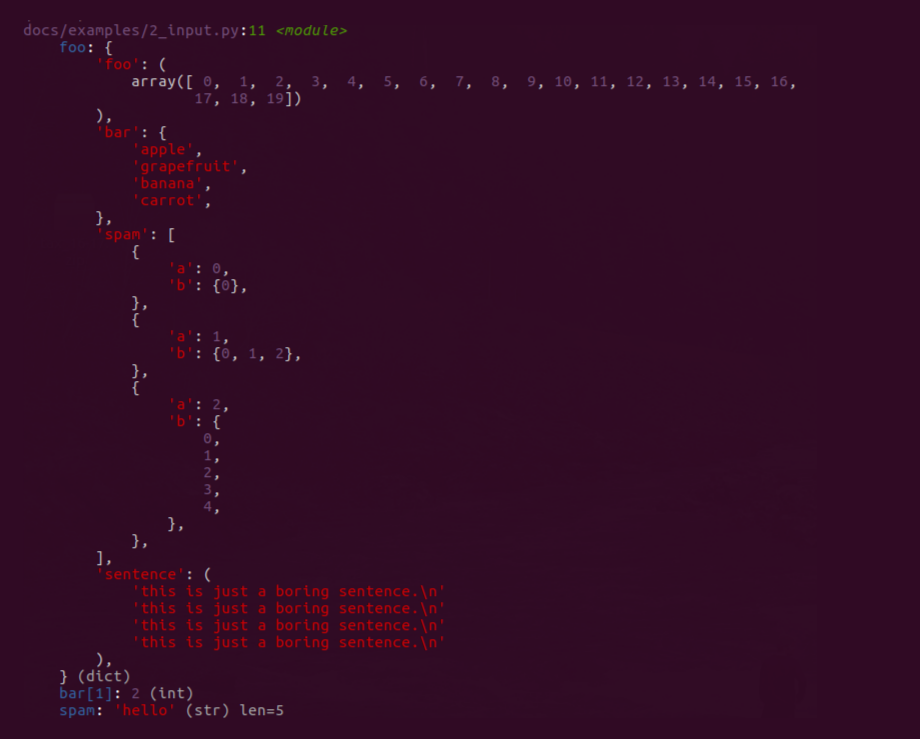 docs/examples/2_input.py:11 <module>
    foo: {
        'foo': (
            array([ 0,  1,  2,  3,  4,  5,  6,  7,  8,  9, 10, 11, 12, 13, 14, 15, 16,
                   17, 18, 19])
        ),
        'bar': {
            'apple',
            'grapefruit',
            'banana',
            'carrot',
        },
        'spam': [
            {
                'a': 0,
                'b': {0},
            },
            {
                'a': 1,
                'b': {0, 1, 2},
            },
            {
                'a': 2,
                'b': {
                    0,
                    1,
                    2,
                    3,
                    4,
                },
            },
        ],
        'sentence': (
            'this is just a boring sentence.\n'
            'this is just a boring sentence.\n'
            'this is just a boring sentence.\n'
            'this is just a boring sentence.\n'
        ),
    } (dict)
    bar[1]: 2 (int)
    spam: 'hello' (str) len=5